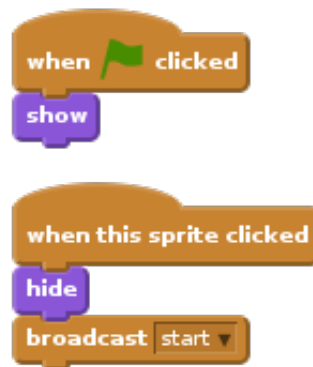 when clicked
show
when this sprite clicked
hide
broadcast start